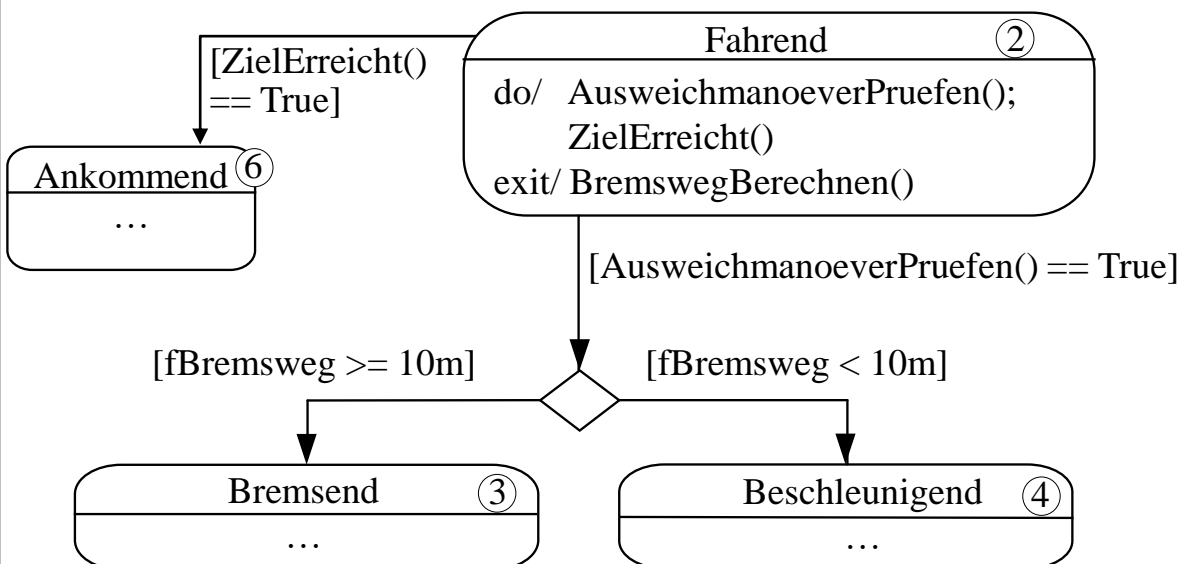 Fahrend ②
[ZielErreicht()
== True]
do/ AusweichmanoeverPruefen();
ZielErreicht()
exit/ BremswegBerechnen()
Ankommend ⑥
…
[AusweichmanoeverPruefen() == True]
[fBremsweg >= 10m] [fBremsweg < 10m]
Bremsend ③
…
Beschleunigend ④
…